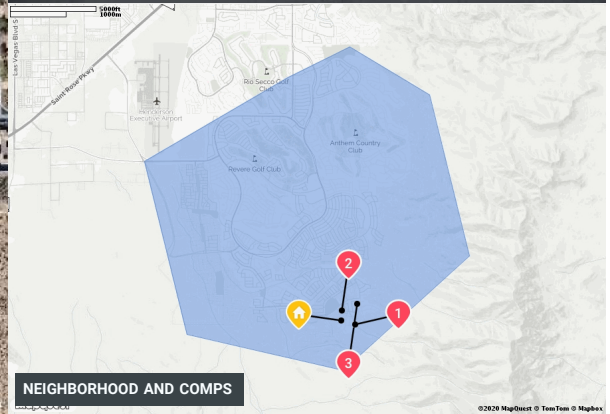 5000ft
1000m
Las Vegas Blvd S
Saint Rose Pkwy
Henderson
Executive Airport
Rio Secco Golf
Club
Anthem Country
Club
Revere Golf Club
2
1
3
NEIGHBORHOOD AND COMPS
©2020 MapQuest © TomTom © Mapbox